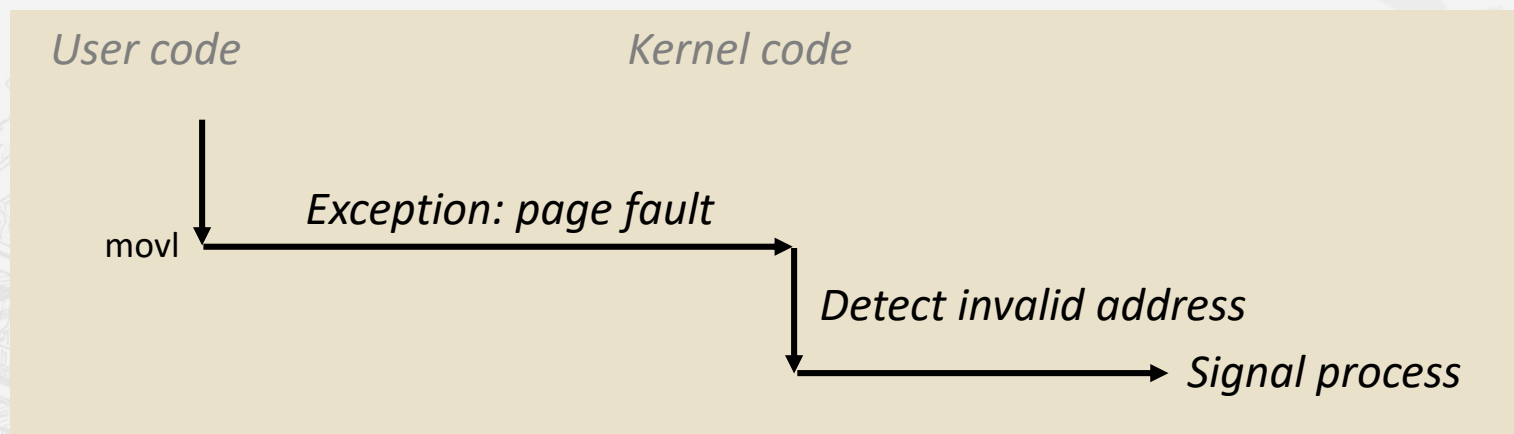 User code
Kernel code
Exception: page fault
movl
Detect invalid address
Signal process